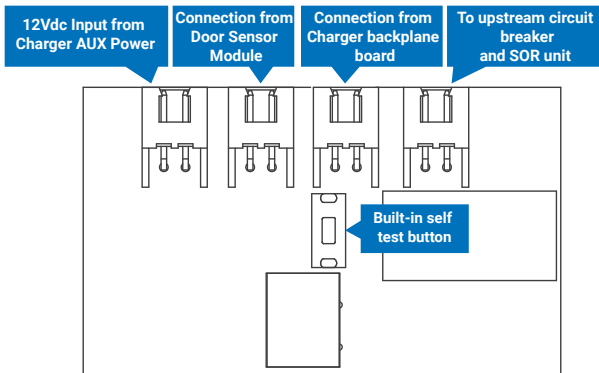 12Vdc Input from
Charger AUX Power
Connection from
Door Sensor
Module
Connection from
Charger backplane
board
To upstream circuit
breaker
and SOR unit
Built-in self
test button